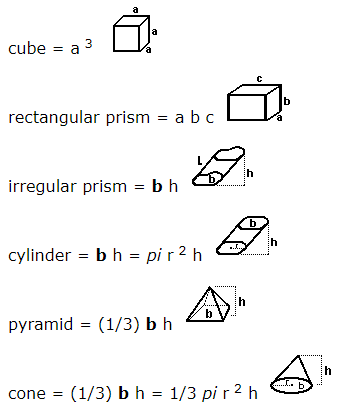 a
cube = a 3
a
a
c
rectangular prism = a b c
b
a
L
irregular prism = b h
b
h
b
cylinder = b h = pi r 2 h
r
h
pyramid = (1/3) b h
b
h
cone = (1/3) b h = 1/3 pi r 2 h
r
b
h